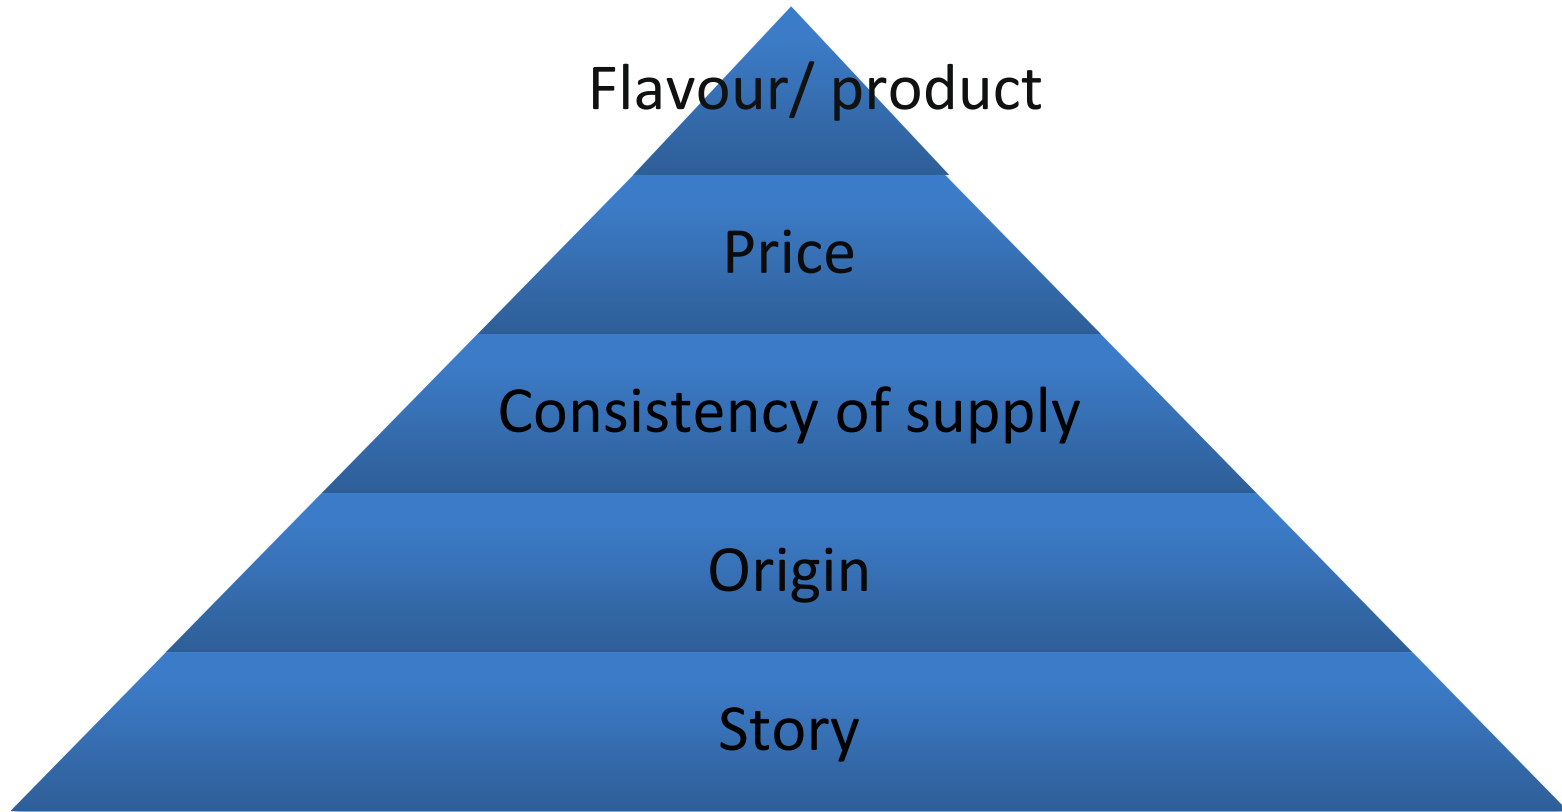 Flavour/ product
Price
Consistency of supply
Origin
Story